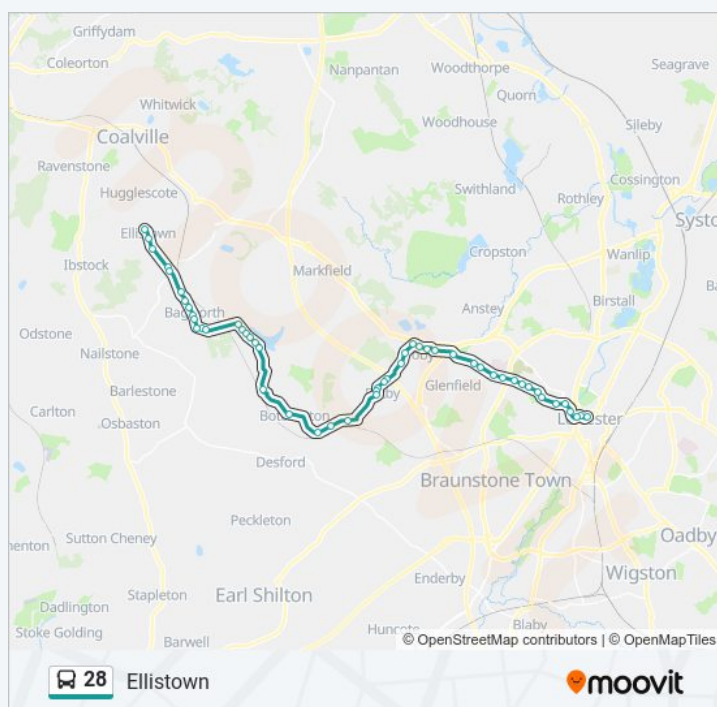 Griffydam
Coleorton
Nanpantan
Woodthorpe
Seagrave
Quorn
Whitwick
Woodhouse
Sileby
Coalville
Ravenstone
Cossington
Hugglescote
Swithland
Rothley
Systo
Ellistown
Cropston
Wanlip
Ibstock
Markfield
Birstall
Anstey
Odstone
Nailstone
Glenfield
Barlestone
Carlton
Osbaston
Desford
Braunstone Town
Peckleton
Oadby
Sutton Cheney
Enderby
Wigston
Stapleton
Earl Shilton
Dadlington
Huncote
Blaby
Stoke Golding
Barwell
© OpenStreetMap contributors | © OpenMapTiles
28 Ellistown
moovit